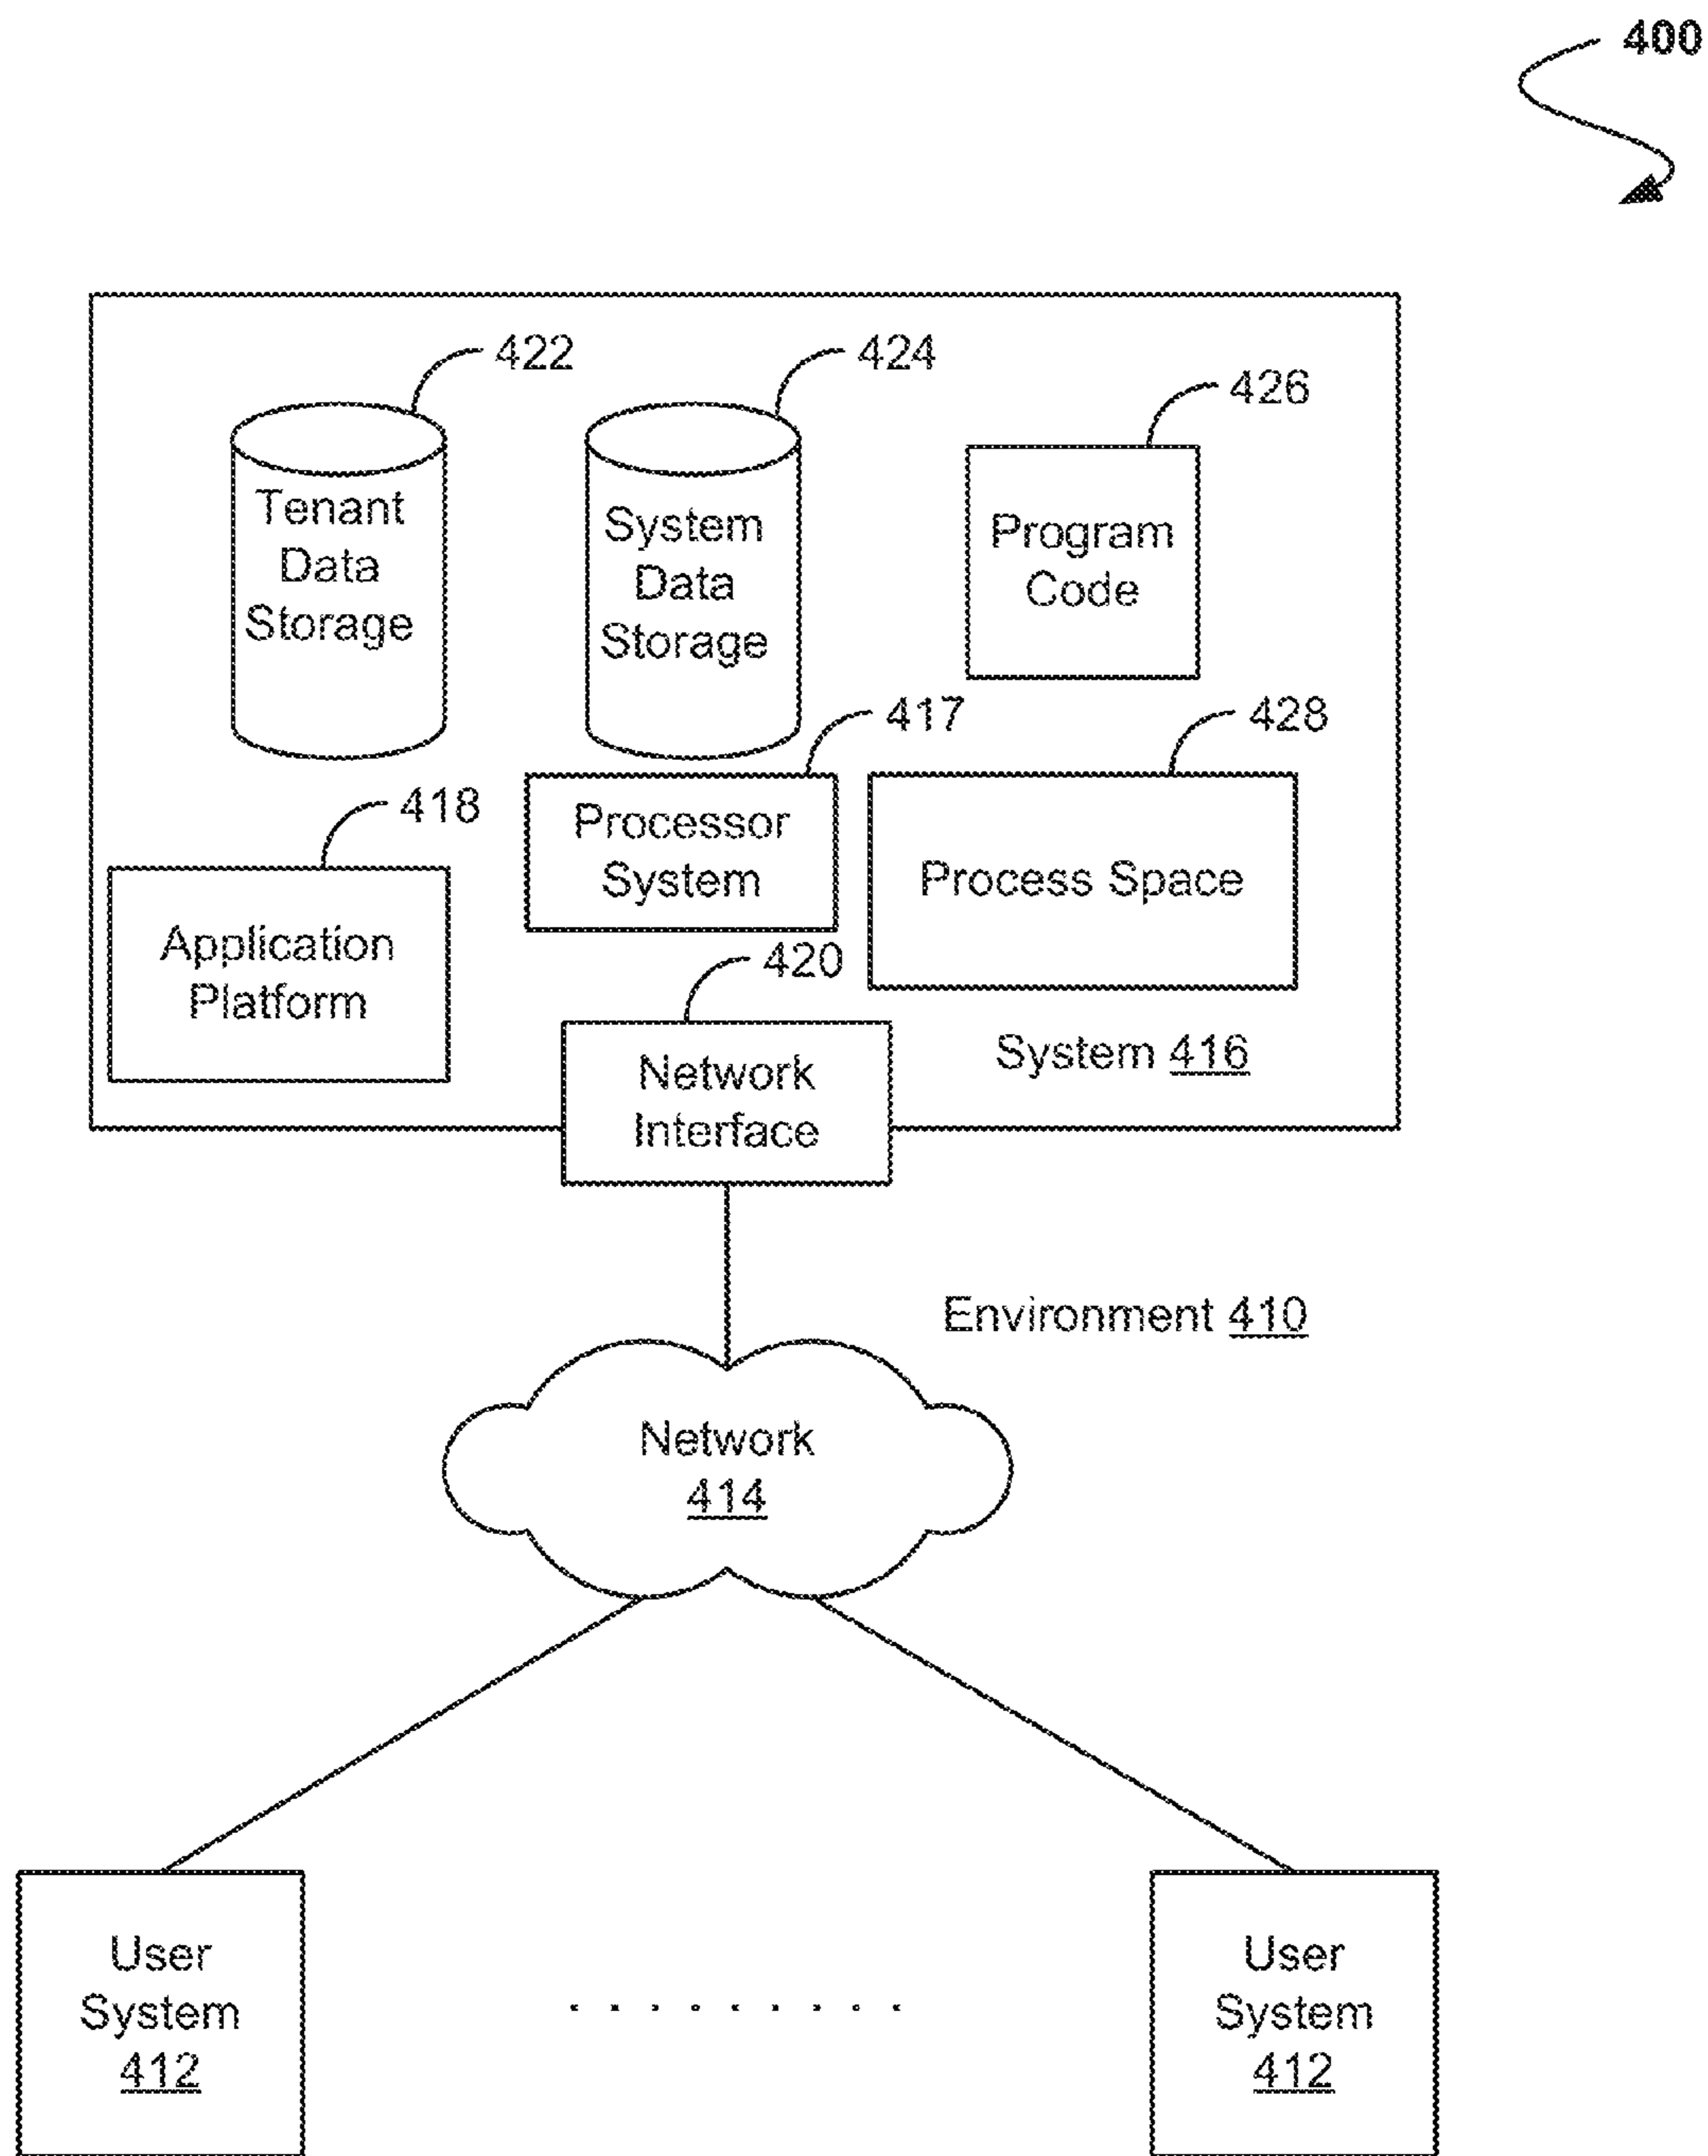 400
422
424
426
Tenant
Data
Storage
System
Data
Storage
Program
Code
417
428
418
Processor
System
Process Space
Application
Platform
420
Network
Interface
System 416
Environment 410
Network
414
User
System
412
User
System
412